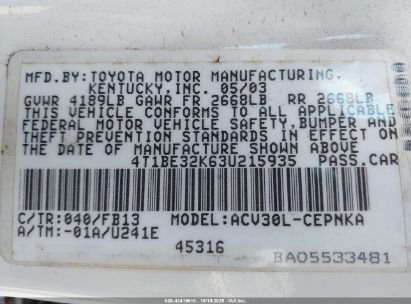 MFD.BY:TOYOTA MOTOR MANUFACTURING.
KENTUCKY,INC. 05/03
GVWR 4189LB GAWR FR 2668LB RR 2668LB
THIS VEHICLE CONFORMS TO ALL APPLICABLE
FEDERAL MOTOR VEHICLE SAFETY,BUMPER AND
THEFT PREVENTION STANDARDS IN EFFECT ON
THE DATE OF MANUFACTURE SHOWN ABOVE.
4T1BE32K63U215935 PASS.CAR
C/TR:040/FB13 MODEL:ACV30L-CEPNKA
A/TM:-01A/U241E
45316
BA05533481